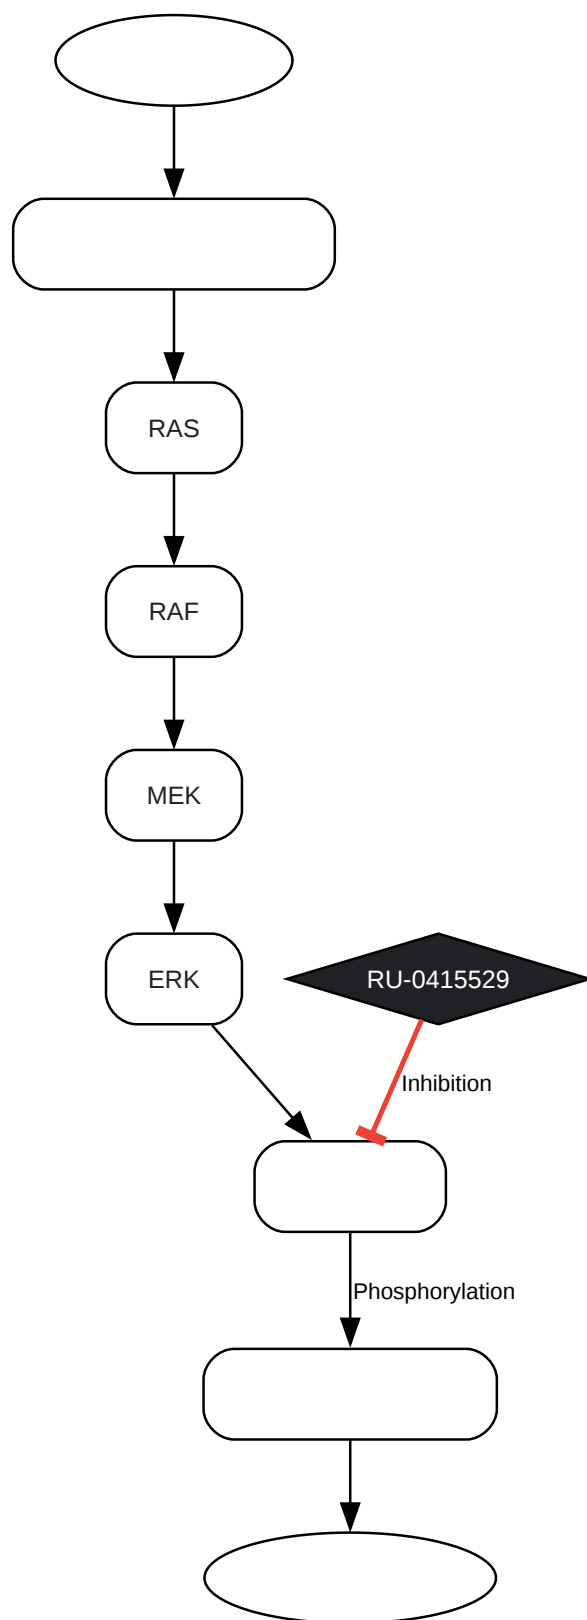 RAS
RAF
MEK
ERK
RU-0415529
Inhibition
Phosphorylation